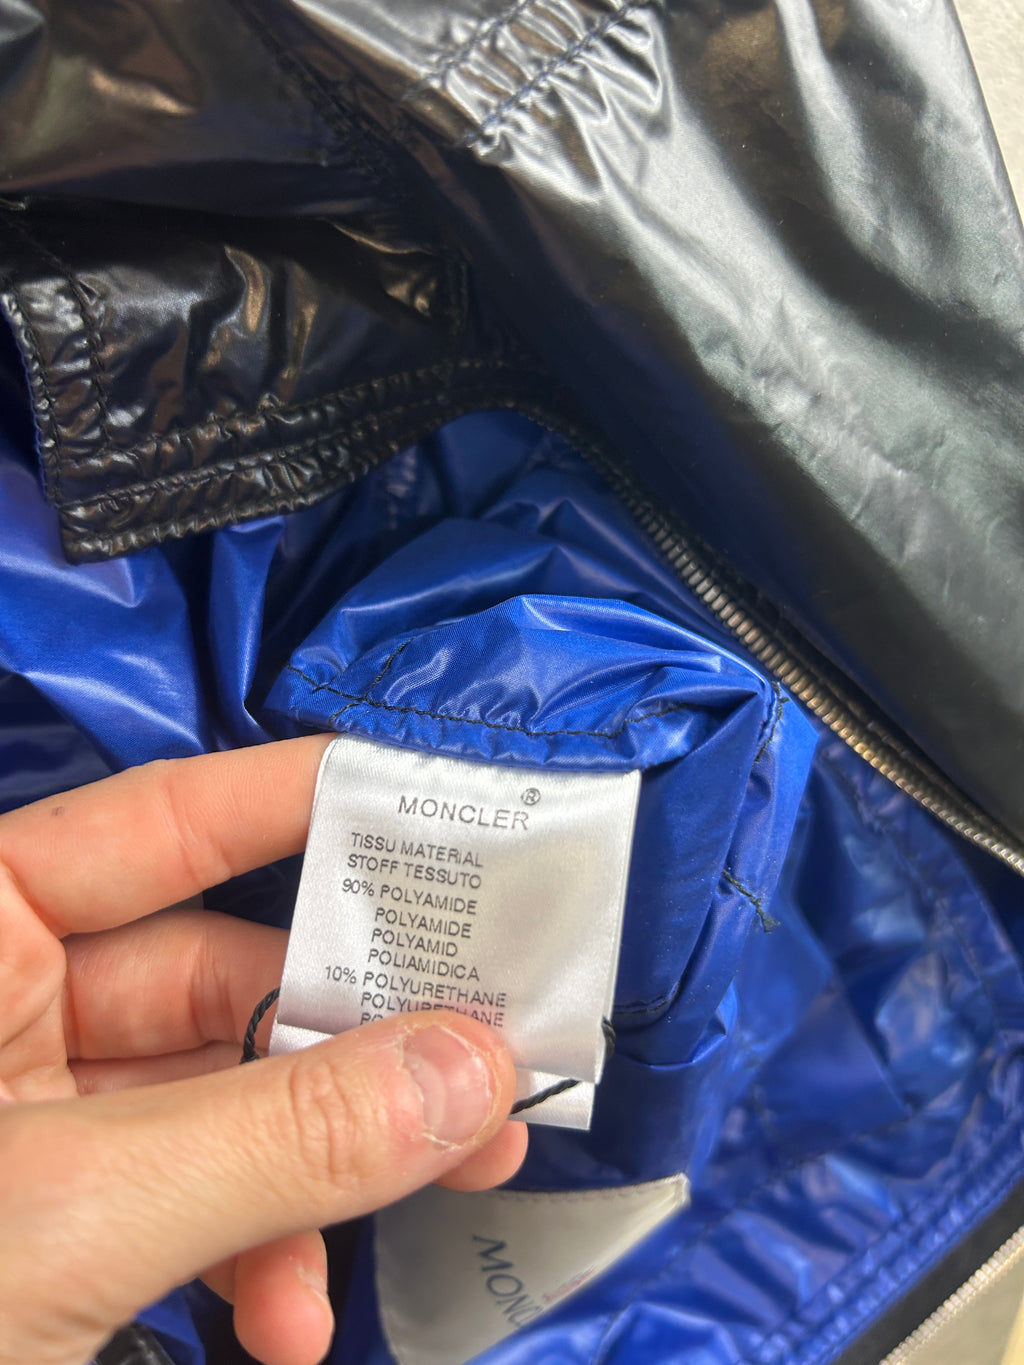 MONCLER®
TISSU MATERIAL
STOFF TESSUTO
90% POLYAMIDE
POLYAMIDE
POLYAMID
POLIAMIDICA
10% POLYURETHANE
POLYURETHANE